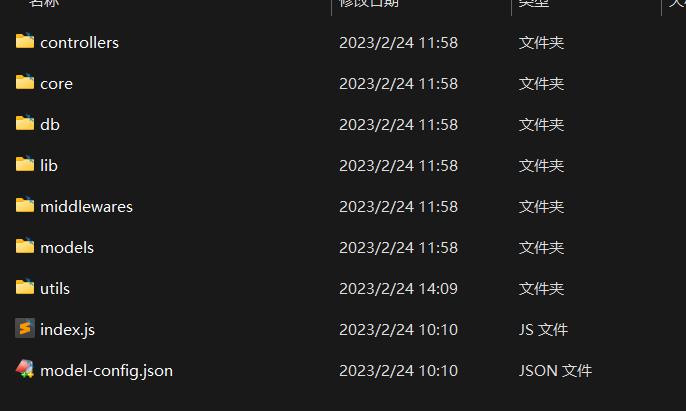 名称 修改日期 类型
controllers 2023/2/24 11:58 文件夹
core 2023/2/24 11:58 文件夹
db 2023/2/24 11:58 文件夹
lib 2023/2/24 11:58 文件夹
middlewares 2023/2/24 11:58 文件夹
models 2023/2/24 11:58 文件夹
utils 2023/2/24 14:09 文件夹
index.js 2023/2/24 10:10 JS 文件
model-config.json 2023/2/24 10:10 JSON 文件